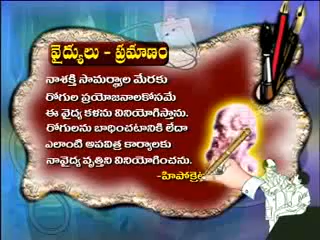 వైద్యులు - ప్రమాణం
నాశక్తి సామర్థ్యాల మేరకు
రోగుల ప్రయోజనాలకోసమే
ఈ వైద్య కళను వినియోగిస్తాను.
రోగులను బాధించటానికి లేదా
ఎలాంటి అపవిత్ర కార్యాలకు
నావైద్య వృత్తిని వినియోగించను.